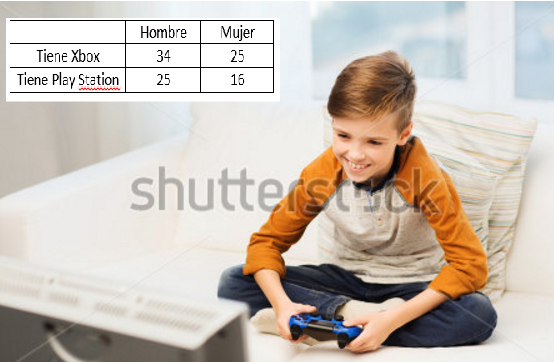 Hombre Mujer
Tiene Xbox 34 25
Tiene Play Station 25 16
shutterstock